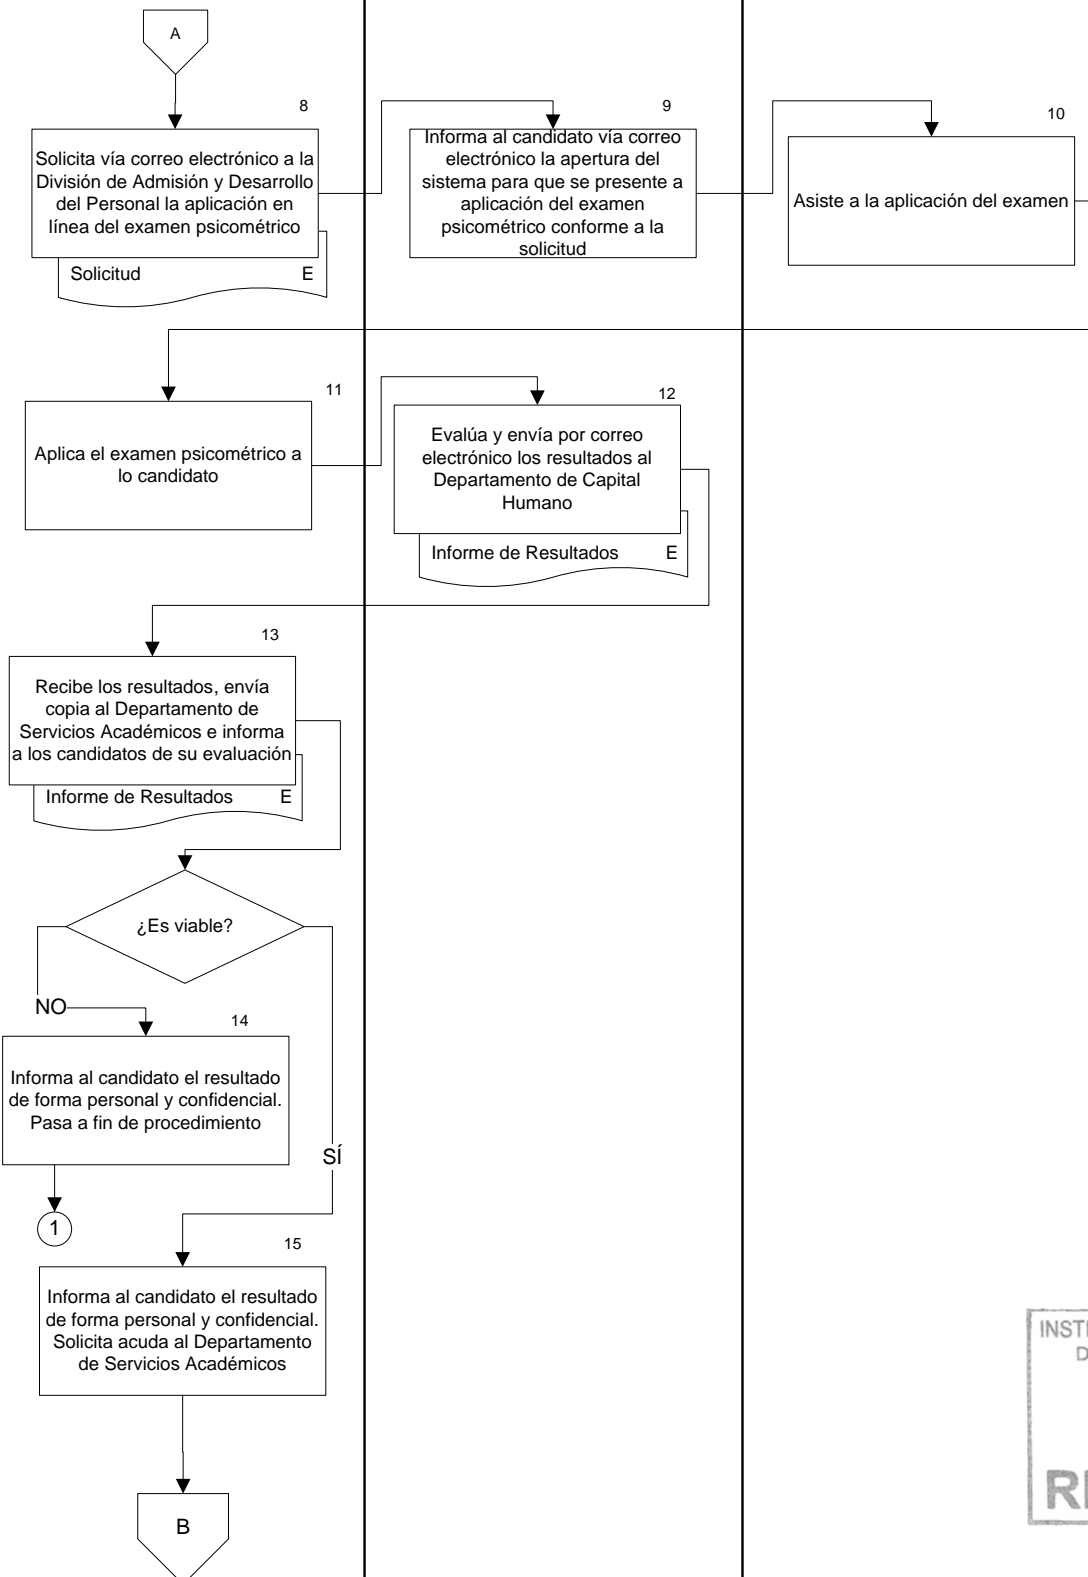 A
8
Solicita vía correo electrónico a la
División de Admisión y Desarrollo
del Personal la aplicación en
línea del examen psicométrico
Solicitud E
9
Informa al candidato vía correo
electrónico la apertura del
sistema para que se presente a
aplicación del examen
psicométrico conforme a la
solicitud
10
Asiste a la aplicación del examen
11
Aplica el examen psicométrico a
lo candidato
12
Evalúa y envía por correo
electrónico los resultados al
Departamento de Capital
Humano
Informe de Resultados E
13
Recibe los resultados, envía
copia al Departamento de
Servicios Académicos e informa
a los candidatos de su evaluación
Informe de Resultados E
¿Es viable?
NO
14
Informa al candidato el resultado
de forma personal y confidencial.
Pasa a fin de procedimiento
SÍ
1
15
Informa al candidato el resultado
de forma personal y confidencial.
Solicita acuda al Departamento
de Servicios Académicos
B